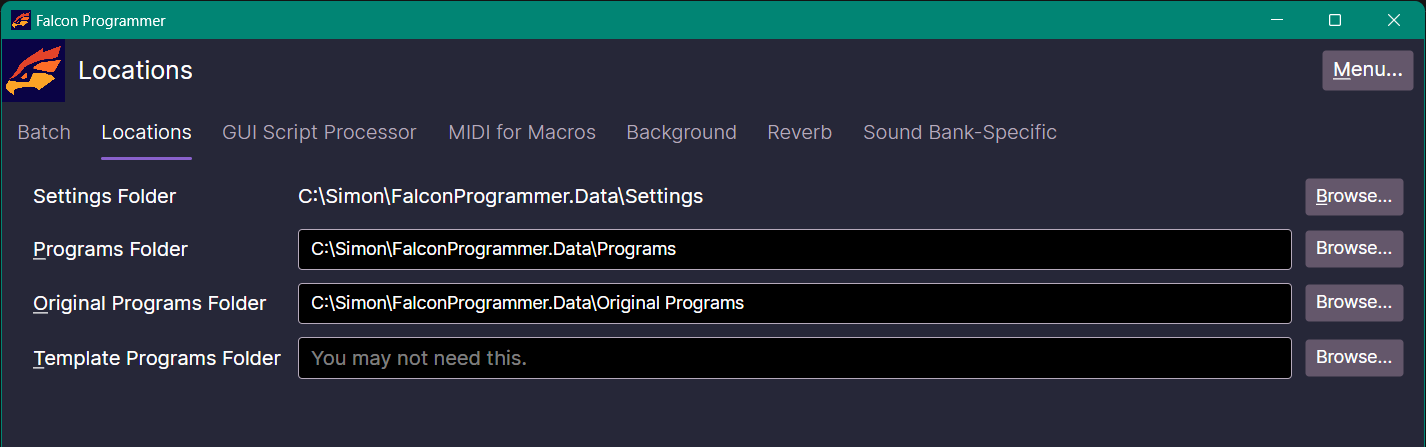 Falcon Programmer
Locations Menu...
Batch Locations GUI Script Processor MIDI for Macros Background Reverb Sound Bank-Specific
Settings Folder C:\Simon\FalconProgrammer.Data\Settings Browse...
Programs Folder C:\Simon\FalconProgrammer.Data\Programs Browse...
Original Programs Folder C:\Simon\FalconProgrammer.Data\Original Programs Browse...
Template Programs Folder You may not need this. Browse...